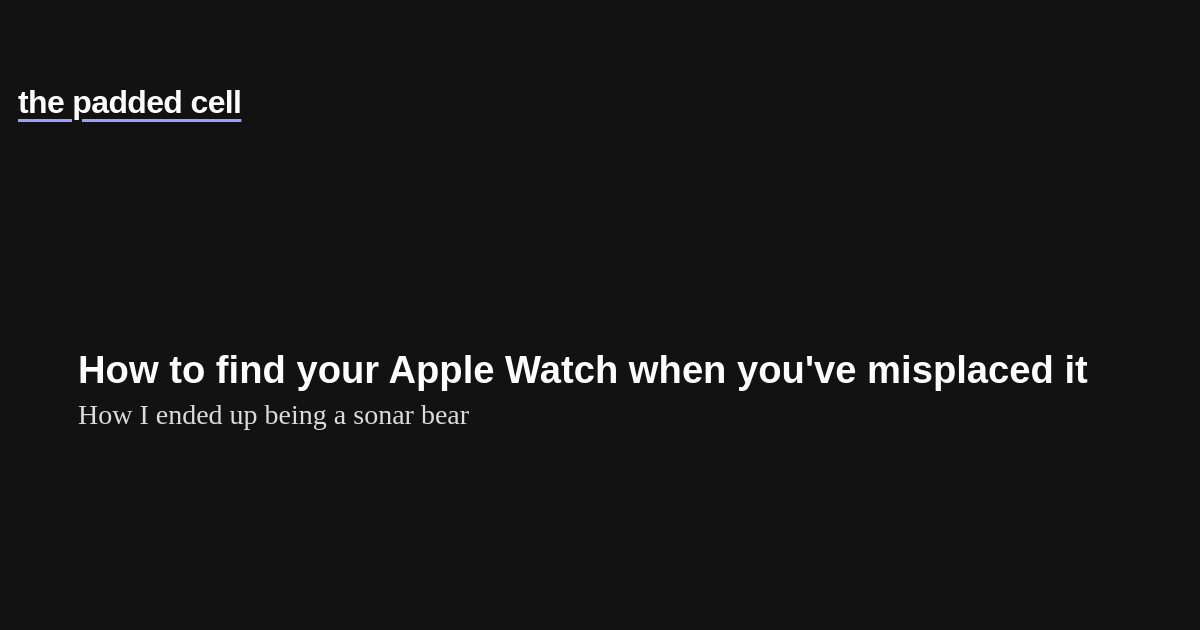 the padded cell
How to find your Apple Watch when you've misplaced it
How I ended up being a sonar bear